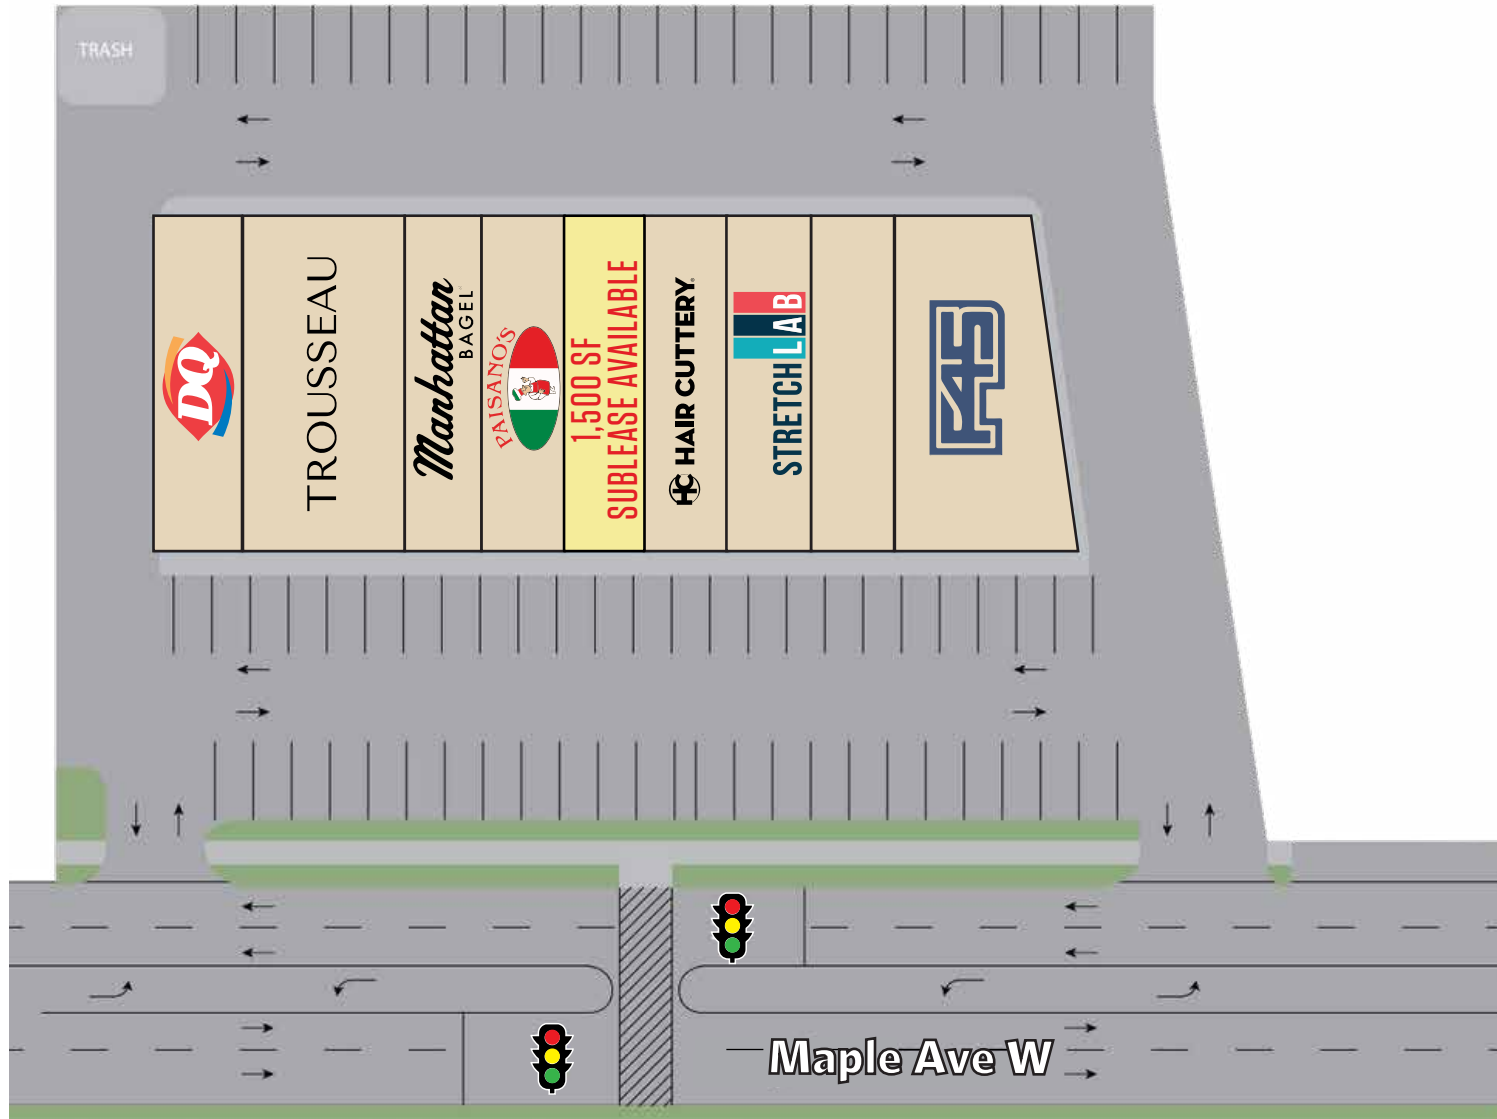 TRASH
DQ
TROUSSEAU
Manhattan
BAGEL
PAISANO'S
1,500 SF
SUBLEASE AVAILABLE
HC HAIR CUTTERY.
STRETCH LAB
F45
Maple Ave W